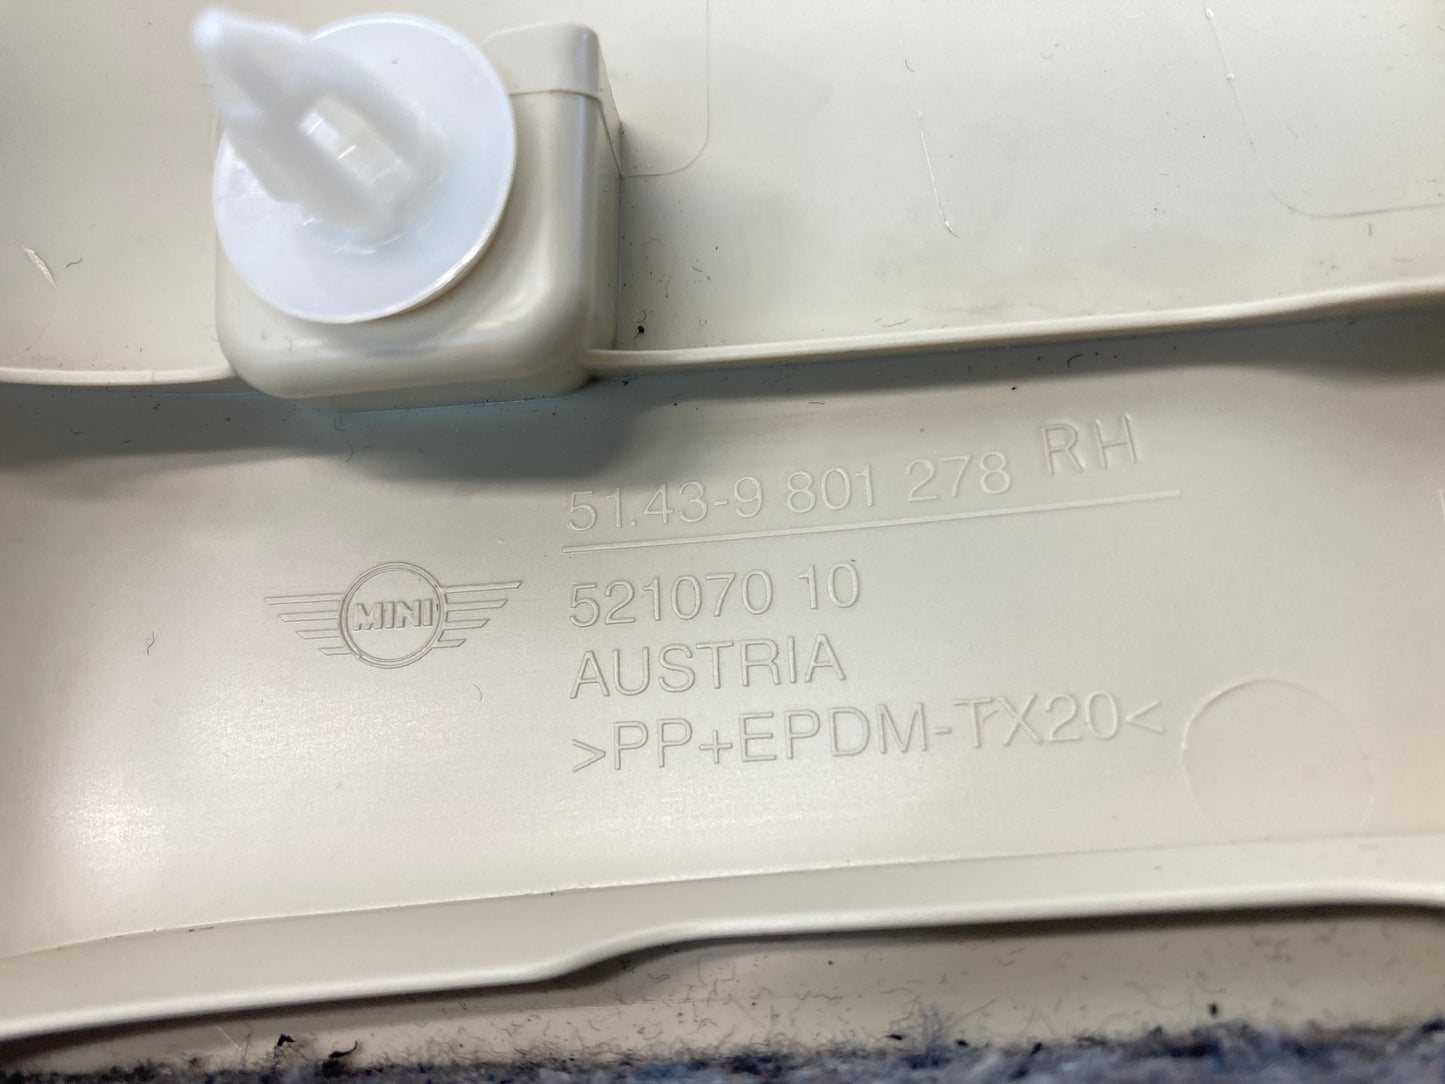 51.43-9 801 278 RH
MINI
521070 10
AUSTRIA
>PP+EPDM-TX20<